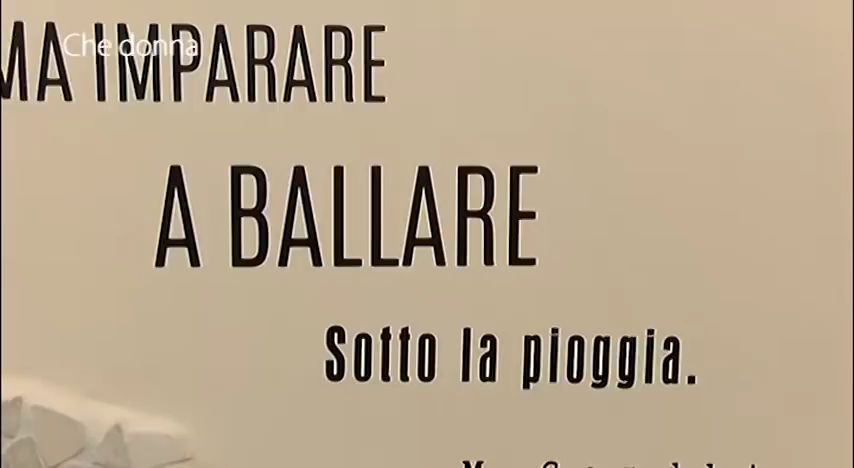 Che donna
MA IMPARARE
A BALLARE
Sotto la pioggia.